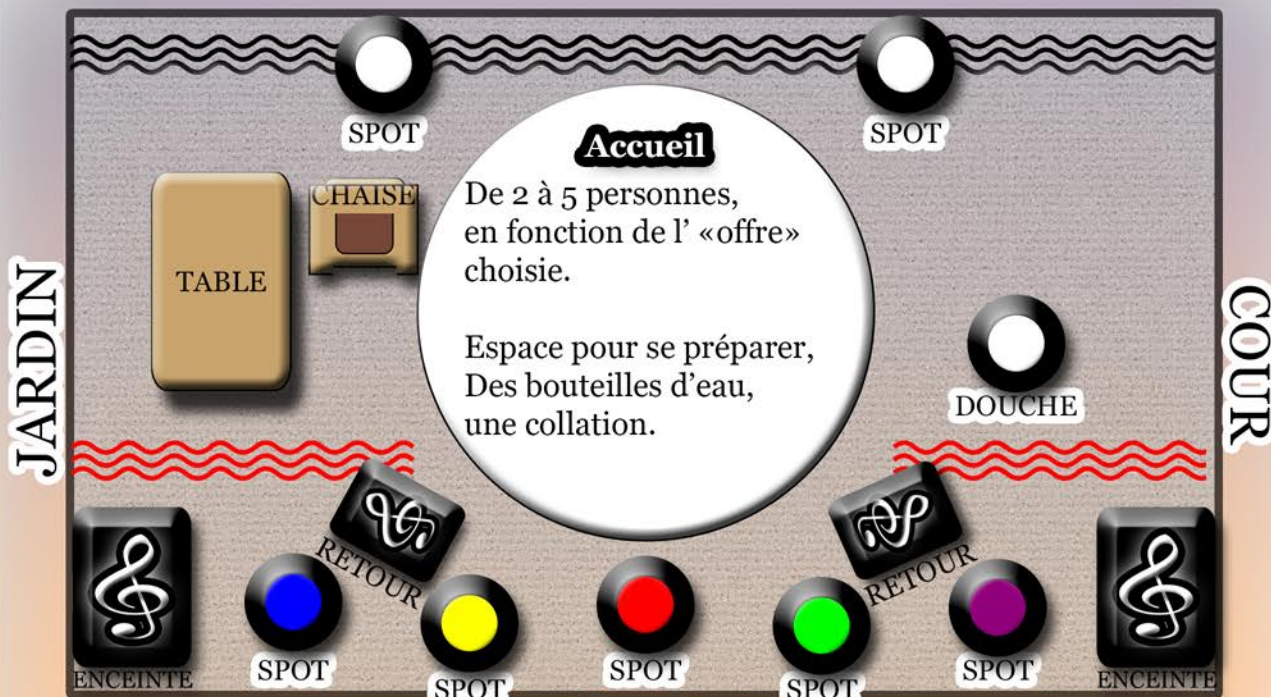 SPOT
SPOT
Accueil
De 2 à 5 personnes,
en fonction de l’ «offre»
choisie.
Espace pour se préparer,
Des bouteilles d’eau,
une collation.
CHAISE
TABLE
JARDIN
COUR
DOUCHE
RETOUR
RETOUR
ENCEINTE
SPOT
SPOT
SPOT
SPOT
SPOT
ENCEINTE